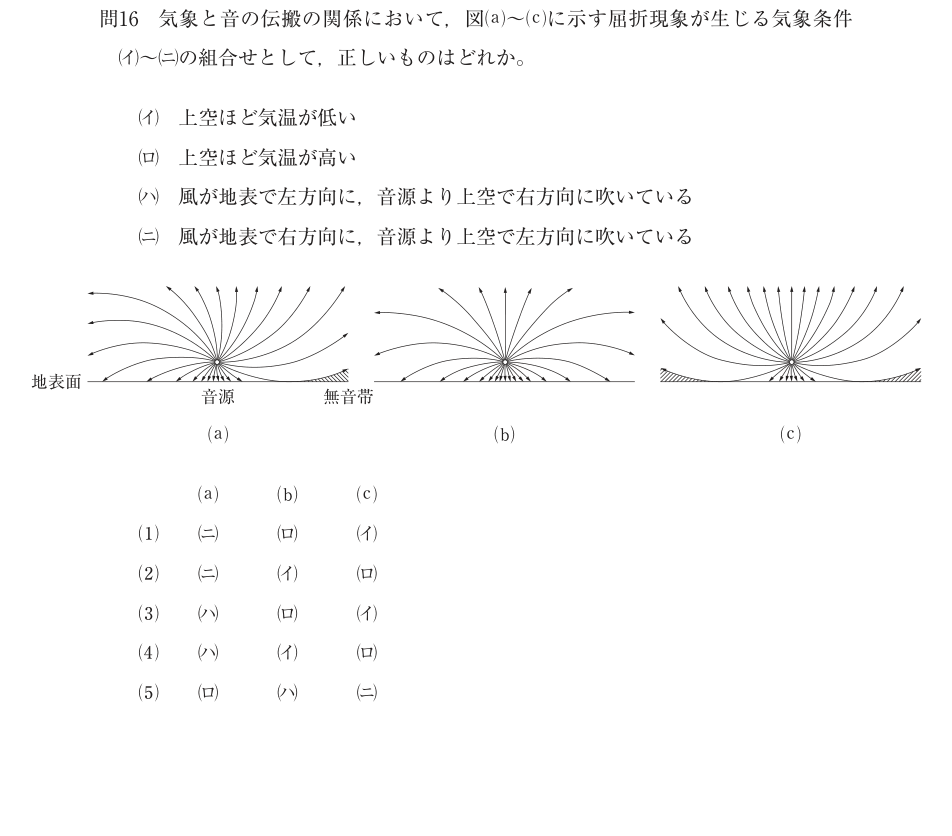 問16　気象と音の伝搬の関係において，図(a)～(c)に示す屈折現象が生じる気象条件
(イ)～(ニ)の組合せとして，正しいものはどれか。
(イ)　上空ほど気温が低い
(ロ)　上空ほど気温が高い
(ハ)　風が地表で左方向に，音源より上空で右方向に吹いている
(ニ)　風が地表で右方向に，音源より上空で左方向に吹いている
地表面
音源　無音帯
(a)　(b)　(c)
(a)　(b)　(c)
(1)　(ニ)　(ロ)　(イ)
(2)　(ニ)　(イ)　(ロ)
(3)　(ハ)　(ロ)　(イ)
(4)　(ハ)　(イ)　(ロ)
(5)　(ロ)　(ハ)　(ニ)